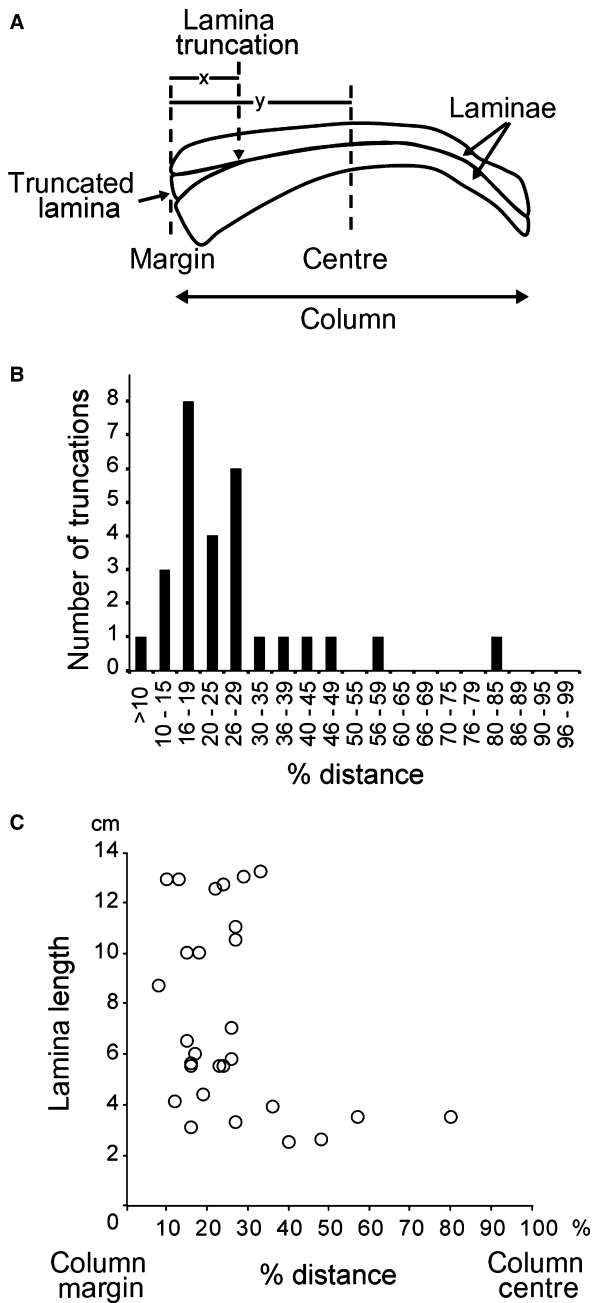 A
Lamina
truncation
x
y
Laminae
Truncated
lamina
Margin
Centre
Column
B
Number of truncations
8
7
6
5
4
3
2
1
0
>10
10 - 15
16 - 19
20 - 25
26 - 29
30 - 35
36 - 39
40 - 45
46 - 49
50 - 55
56 - 59
60 - 65
66 - 69
70 - 75
76 - 79
80 - 85
86 - 89
90 - 95
96 - 99
% distance
C
cm
Lamina length
14
12
10
8
6
4
2
0
10 20 30 40 50 60 70 80 90 100 %
Column
margin
% distance
Column
centre